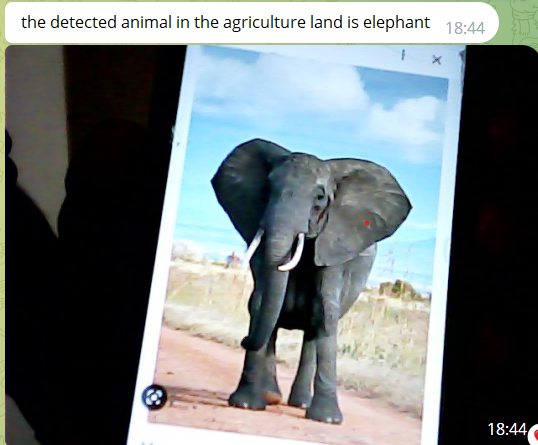 the detected animal in the agriculture land is elephant 18:44
18:44